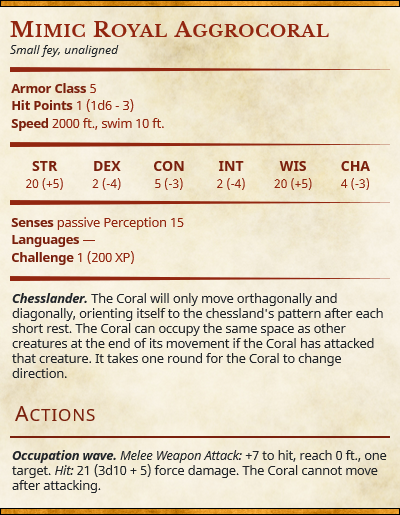 Mimic Royal Aggrocoral
Small fey, unaligned
Armor Class 5
Hit Points 1 (1d6 - 3)
Speed 2000 ft., swim 10 ft.
STR DEX CON INT WIS CHA
20 (+5) 2 (-4) 5 (-3) 2 (-4) 20 (+5) 4 (-3)
Senses passive Perception 15
Languages —
Challenge 1 (200 XP)
Chesslander. The Coral will only move orthagonally and
diagonally, orienting itself to the chessland's pattern after each
short rest. The Coral can occupy the same space as other
creatures at the end of its movement if the Coral has attacked
that creature. It takes one round for the Coral to change
direction.
Actions
Occupation wave. Melee Weapon Attack: +7 to hit, reach 0 ft., one
target. Hit: 21 (3d10 + 5) force damage. The Coral cannot move
after attacking.